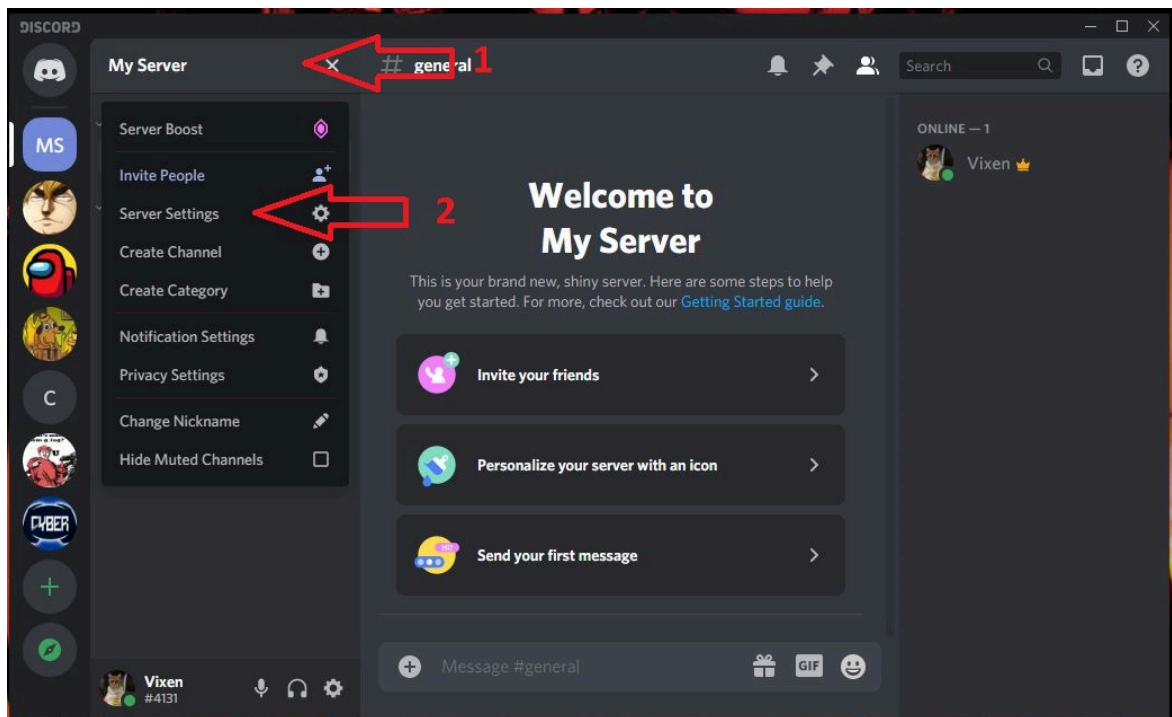 DISCORD
My Server
1
# general
Search
MS
Server Boost
Invite People
Server Settings
2
Create Channel
Create Category
Notification Settings
Privacy Settings
Change Nickname
Hide Muted Channels
C
CYBER
Welcome to
My Server
This is your brand new, shiny server. Here are some steps to help
you get started. For more, check out our Getting Started guide.
Invite your friends
Personalize your server with an icon
Send your first message
Message #general
GIF
ONLINE — 1
Vixen
Vixen
#4131